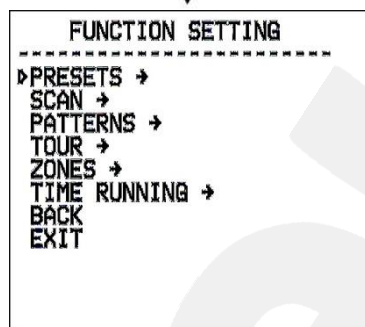 FUNCTION SETTING
▹PRESETS →
SCAN →
PATTERNS →
TOUR →
ZONES →
TIME RUNNING →
BACK
EXIT